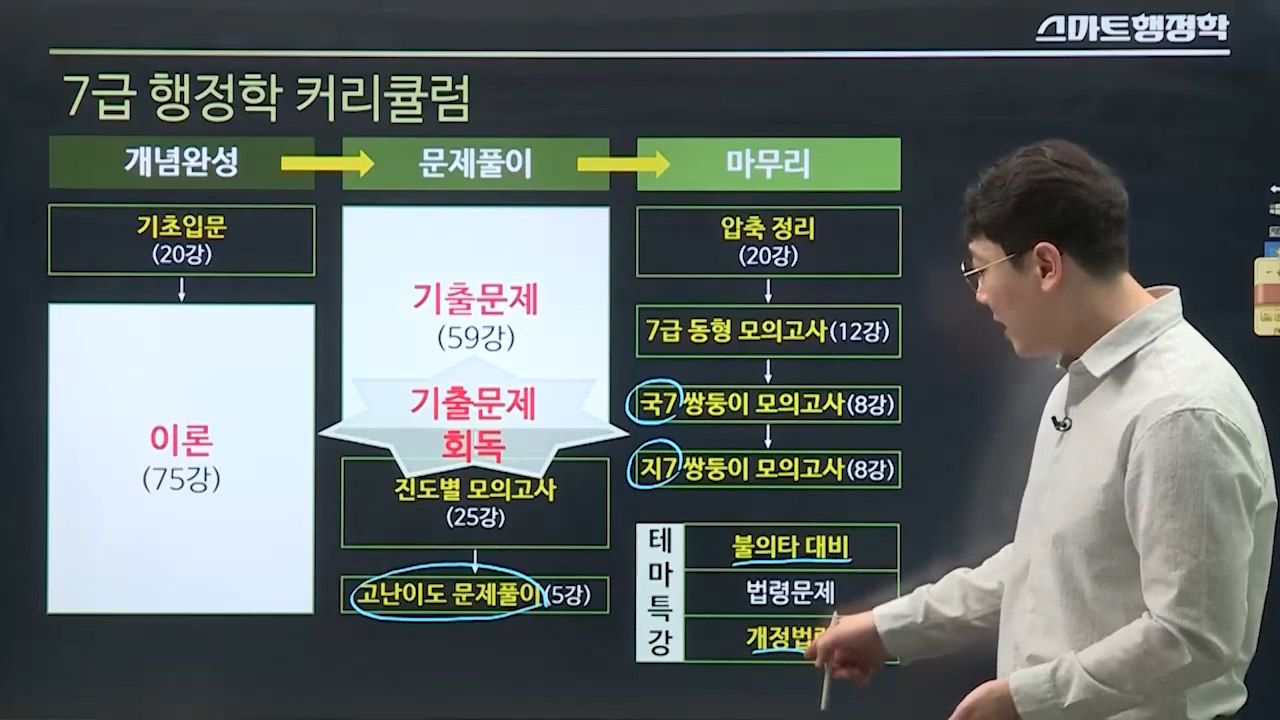 스마트행정학
7급 행정학 커리큘럼
개념완성
문제풀이
마무리
기초입문
(20강)
이론
(75강)
기출문제
(59강)
기출문제
회독
진도별 모의고사
(25강)
고난이도 문제풀이(5강)
압축 정리
(20강)
7급 동형 모의고사(12강)
국7 쌍둥이 모의고사(8강)
지7 쌍둥이 모의고사(8강)
테마특강
불의타 대비
법령문제
개정법